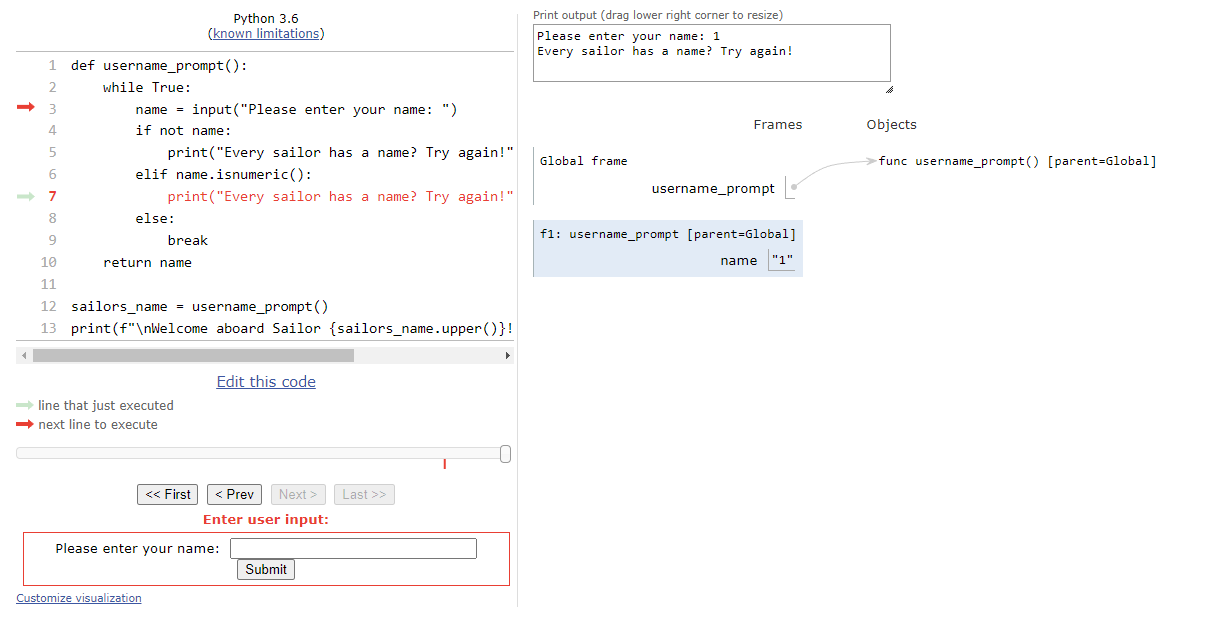 Python 3.6
(known limitations)
1 def username_prompt():
2     while True:
3         name = input("Please enter your name: ")
4         if not name:
5             print("Every sailor has a name? Try again!"
6         elif name.isnumeric():
7             print("Every sailor has a name? Try again!"
8         else:
9             break
10     return name
11
12 sailors_name = username_prompt()
13 print(f"\nWelcome aboard Sailor {sailors_name.upper()}!
Edit this code
line that just executed
next line to execute
<< First < Prev Next > Last >>
Enter user input:
Please enter your name:
Submit
Customize visualization
Print output (drag lower right corner to resize)
Please enter your name: 1
Every sailor has a name? Try again!
Frames Objects
Global frame
username_prompt
func username_prompt() [parent=Global]
f1: username_prompt [parent=Global]
name "1"